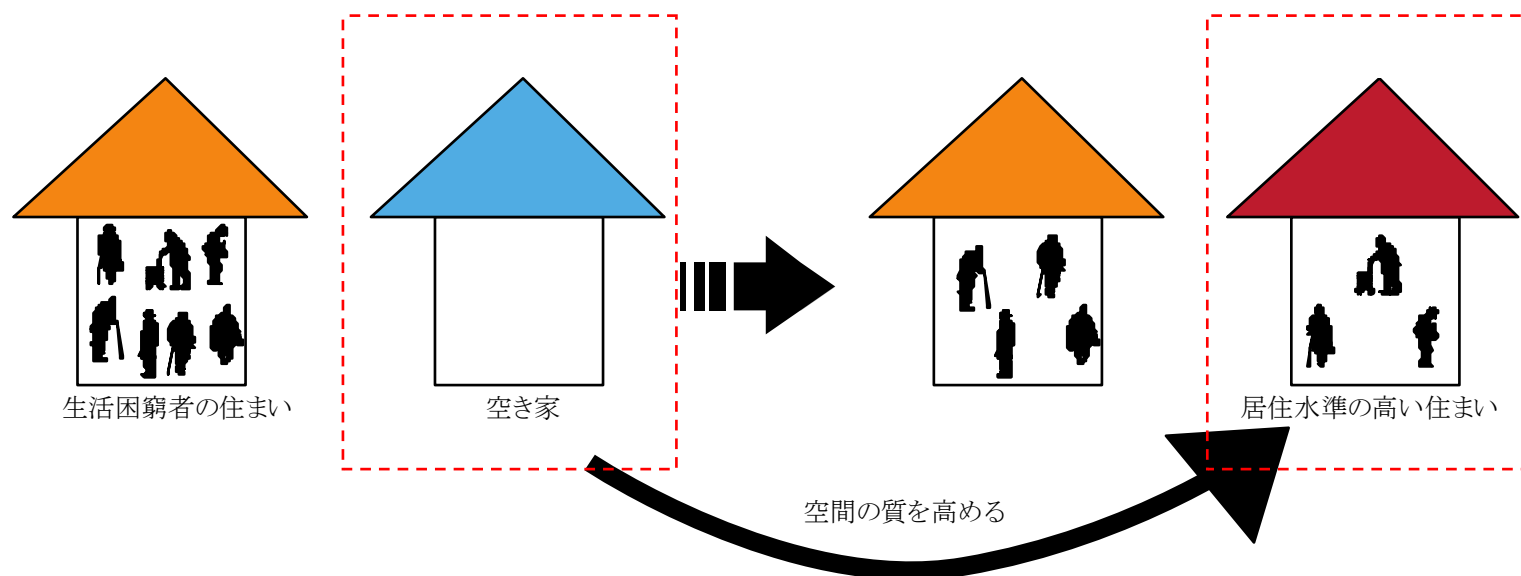 生活困窮者の住まい
空き家
居住水準の高い住まい
空間の質を高める